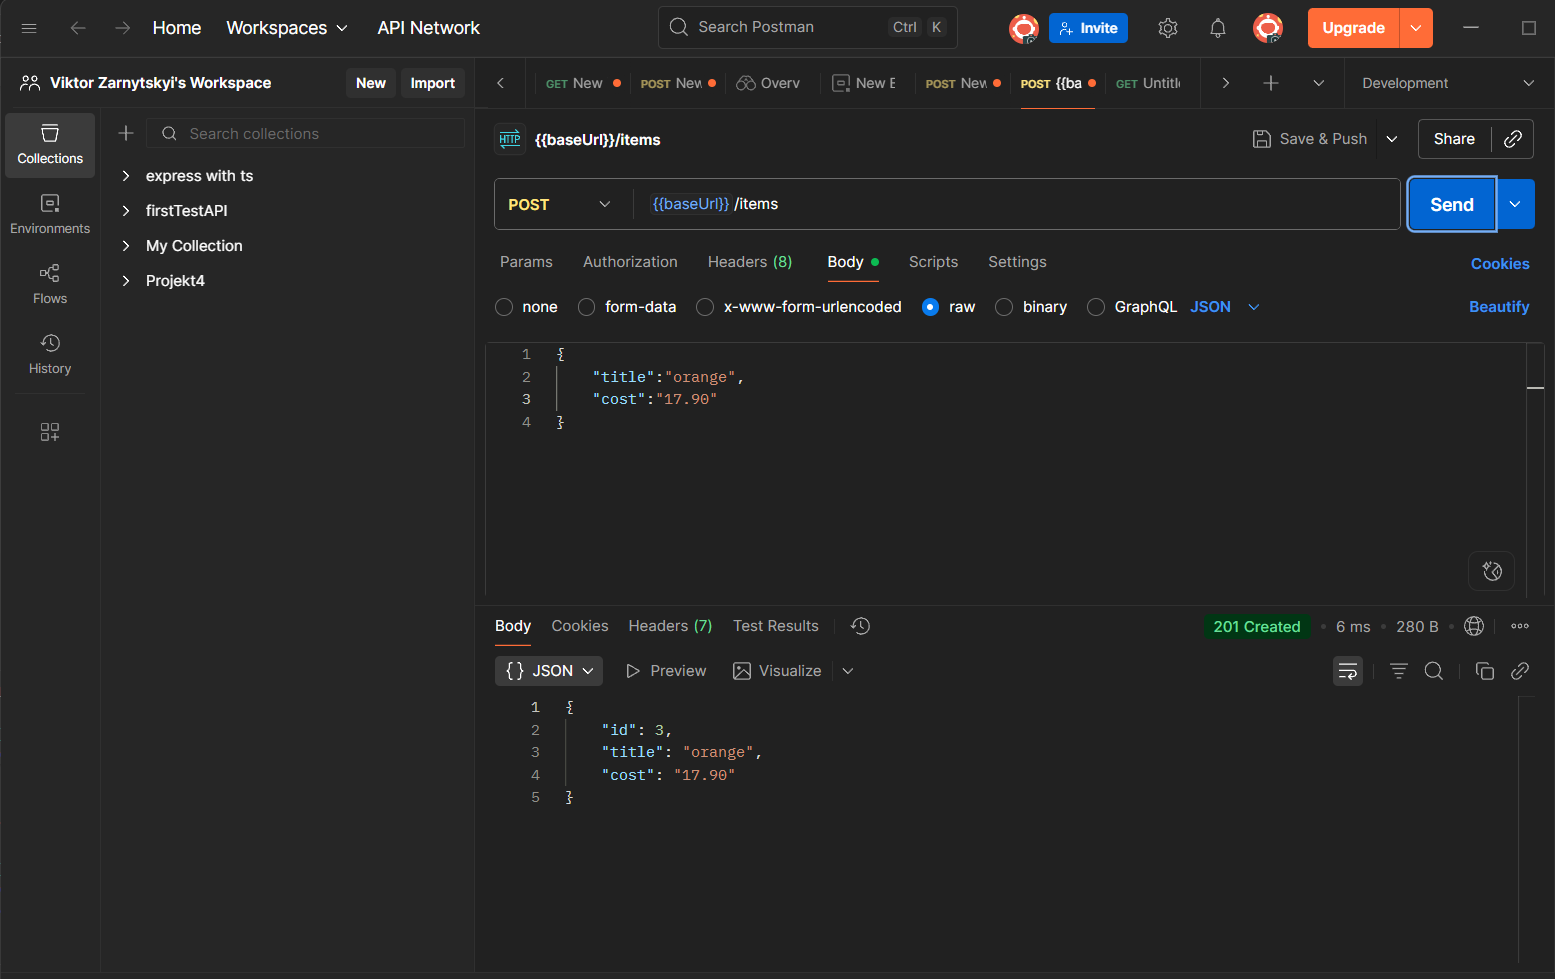 Home Workspaces API Network Search Postman Ctrl K Invite Upgrade
Viktor Zarnytskyi's Workspace New Import GET New POST New Overv New E POST New POST {{ba GET Untitle Development
Collections
Environments
Flows
History
Search collections
express with ts
firstTestAPI
My Collection
Projekt4
HTTP {{baseUrl}}/items Save & Push Share
POST {{baseUrl}} /items Send
Params Authorization Headers (8) Body Scripts Settings Cookies
none form-data x-www-form-urlencoded raw binary GraphQL JSON Beautify
1 {
2 "title":"orange",
3 "cost":"17.90"
4 }
Body Cookies Headers (7) Test Results 201 Created 6 ms 280 B
{} JSON Preview Visualize
1 {
2 "id": 3,
3 "title": "orange",
4 "cost": "17.90"
5 }